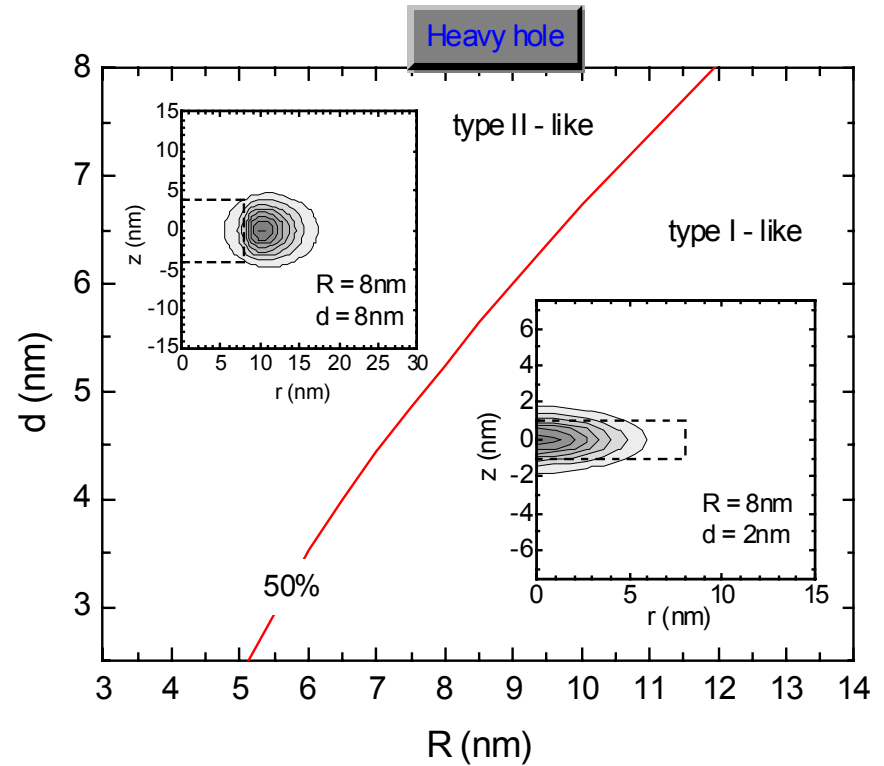 Heavy hole
8
7
6
5
4
3
d (nm)
3 4 5 6 7 8 9 10 11 12 13 14
R (nm)
type II - like
type I - like
50%
15
10
5
0
-5
-10
-15
z (nm)
0 5 10 15 20 25 30
r (nm)
R = 8nm
d = 8nm
6
4
2
0
-2
-4
-6
z (nm)
0 5 10 15
r (nm)
R = 8nm
d = 2nm